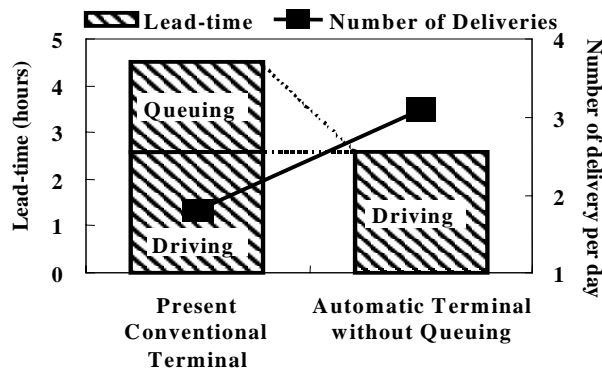 Lead-time Number of Deliveries
Lead-time (hours)
5
4
3
2
1
0
Queuing
Driving
Driving
4
3
2
1
Number of delivery per day
Present
Conventional
Terminal
Automatic Terminal
without Queuing